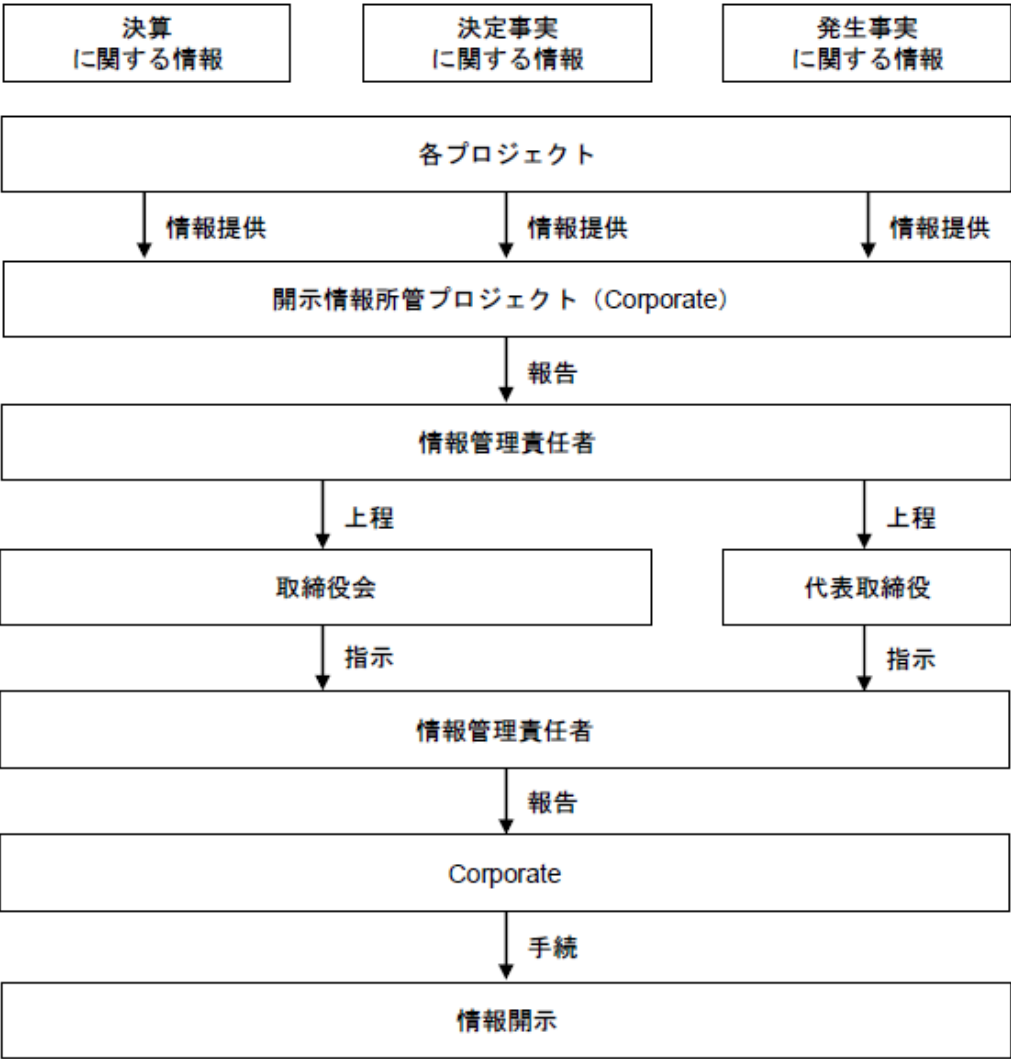 決算
に関する情報
決定事実
に関する情報
発生事実
に関する情報
各プロジェクト
情報提供
情報提供
情報提供
開示情報所管プロジェクト（Corporate）
報告
情報管理責任者
上程
上程
取締役会
代表取締役
指示
指示
情報管理責任者
報告
Corporate
手続
情報開示